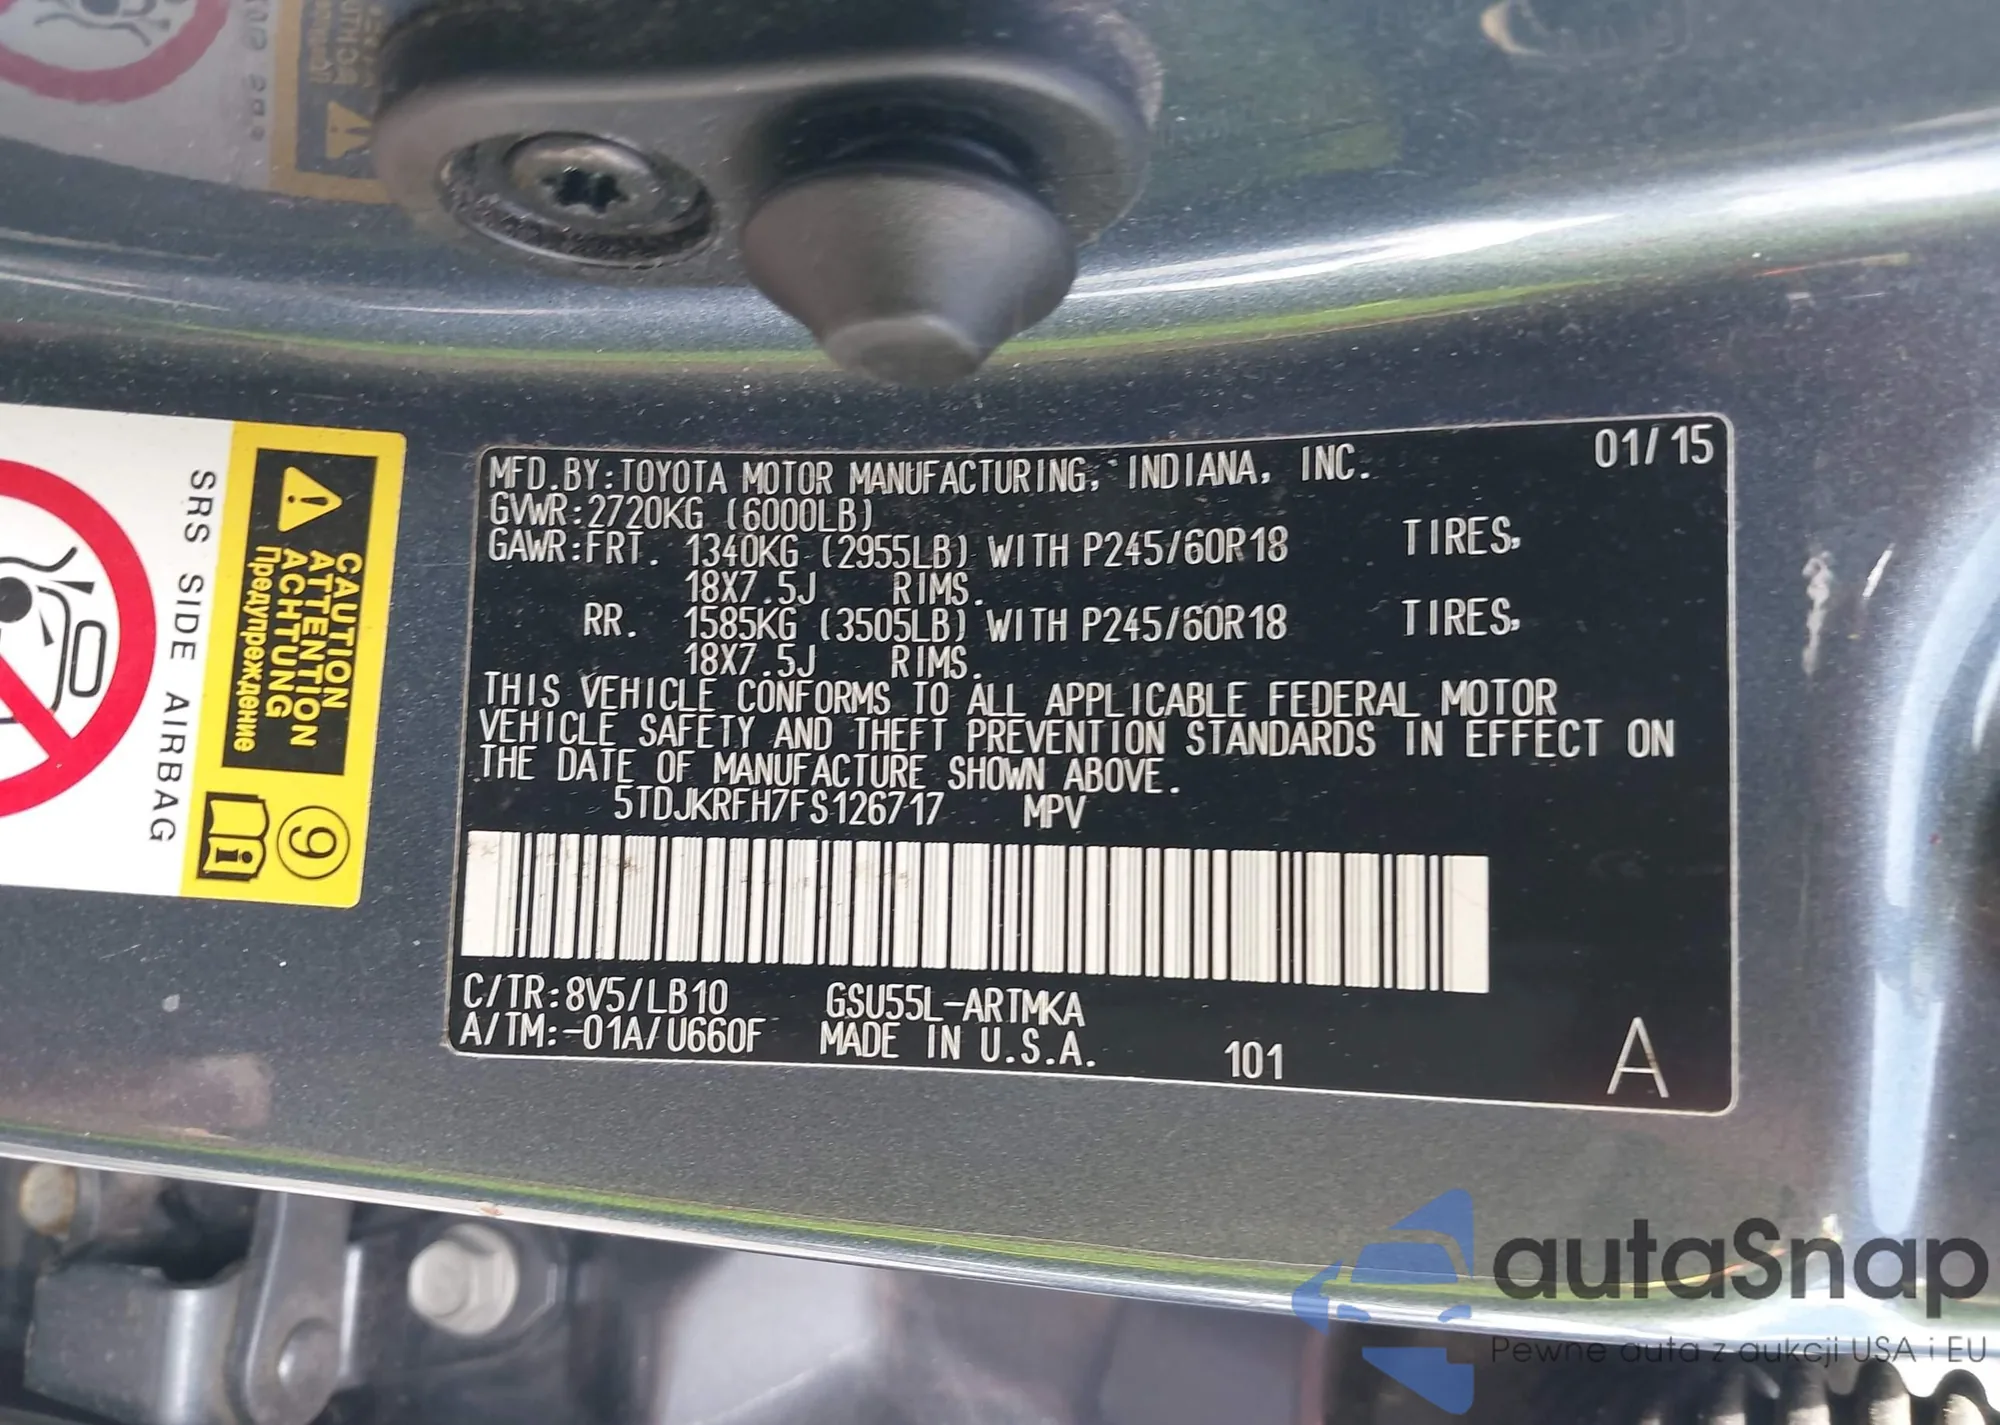 MFD.BY:TOYOTA MOTOR MANUFACTURING, INDIANA, INC. 01/15
GVWR:2720KG (6000LB)
GAWR:FRT. 1340KG (2955LB) WITH P245/60R18 TIRES,
18X7.5J RIMS.
RR. 1585KG (3505LB) WITH P245/60R18 TIRES,
18X7.5J RIMS.
THIS VEHICLE CONFORMS TO ALL APPLICABLE FEDERAL MOTOR
VEHICLE SAFETY AND THEFT PREVENTION STANDARDS IN EFFECT ON
THE DATE OF MANUFACTURE SHOWN ABOVE.
5TDJKRFH7FS126717 MPV
C/TR:8V5/LB10 GSU55L-ARTMKA
A/TM:-01A/U660F MADE IN U.S.A. 101 A
CAUTION
ATTENTION
ACHTUNG
Предупреждение
9
SRS SIDE AIRBAG
autaSnap
Pewne auta z aukcji USA i EU